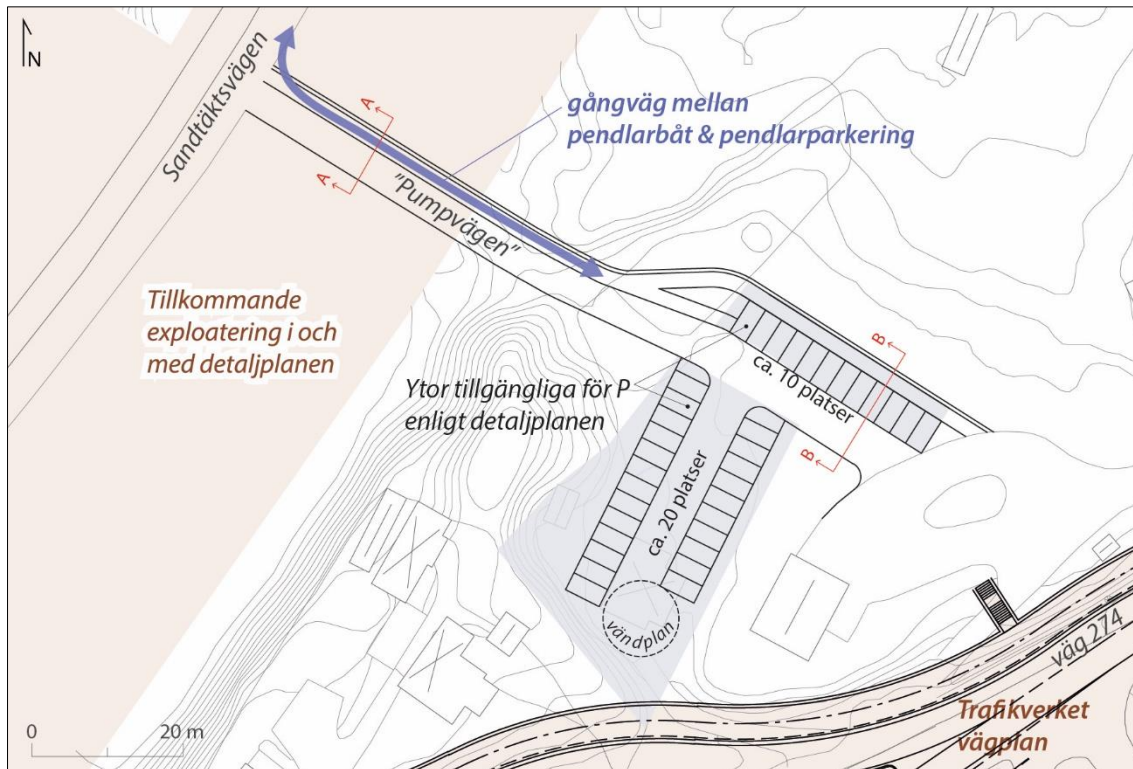 N
Sandtäktsvägen
A
A
gångväg mellan
pendlarbåt & pendlarparkering
"Pumpvägen"
Tillkommande
exploatering i och
med detaljplanen
B
ca. 10 platser
Ytor tillgängliga för P
enligt detaljplanen
B
ca. 20 platser
vändplan
väg 274
Trafikverket
vägplan
0 20 m